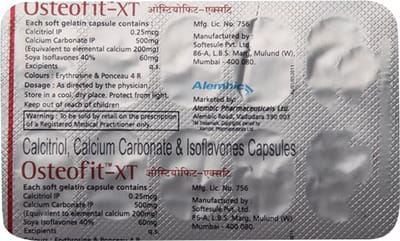 Osteofit-XT ऑस्टियोफिट-एक्सटि
Each soft gelatin capsule contains :
Calcitriol IP 0.25mcg
Calcium Carbonate IP 500mg
(Equivalent to elemental calcium 200mg)
Soya Isoflavones 40% 60mg
Excipients q.s.
Colours : Erythrosine & Ponceau 4 R
Dosage : As directed by the physician.
Store in a cool, dry place. Protect from light.
Keep out of reach of children
Warning : To be sold by retail on the prescription
of a Registered Medical Practitioner only.
Mfg. Lic. No. 756
Manufactured by :
Softesule Pvt. Ltd.
86-A, L.B.S. Marg, Mulund (W),
Mumbai - 400 080.
Alembic
Marketed by:
Alembic Pharmaceuticals Ltd.
Alembic Road, Vadodara 390 003
Calcitriol, Calcium Carbonate & Isoflavones Capsules
Osteofit™-XT ऑस्टियोफिट-एक्सटि
Each soft gelatin capsule contains :
Calcitriol IP 0.25mcg
Calcium Carbonate IP 500mg
(Equivalent to elemental calcium 200mg)
Soya Isoflavones 40% 60mg
Excipients q.s.
Mfg. Lic. No. 756
Manufactured by :
Softesule Pvt. Ltd.
86-A, L.B.S. Marg, Mulund (W)
Mumbai - 400 080.